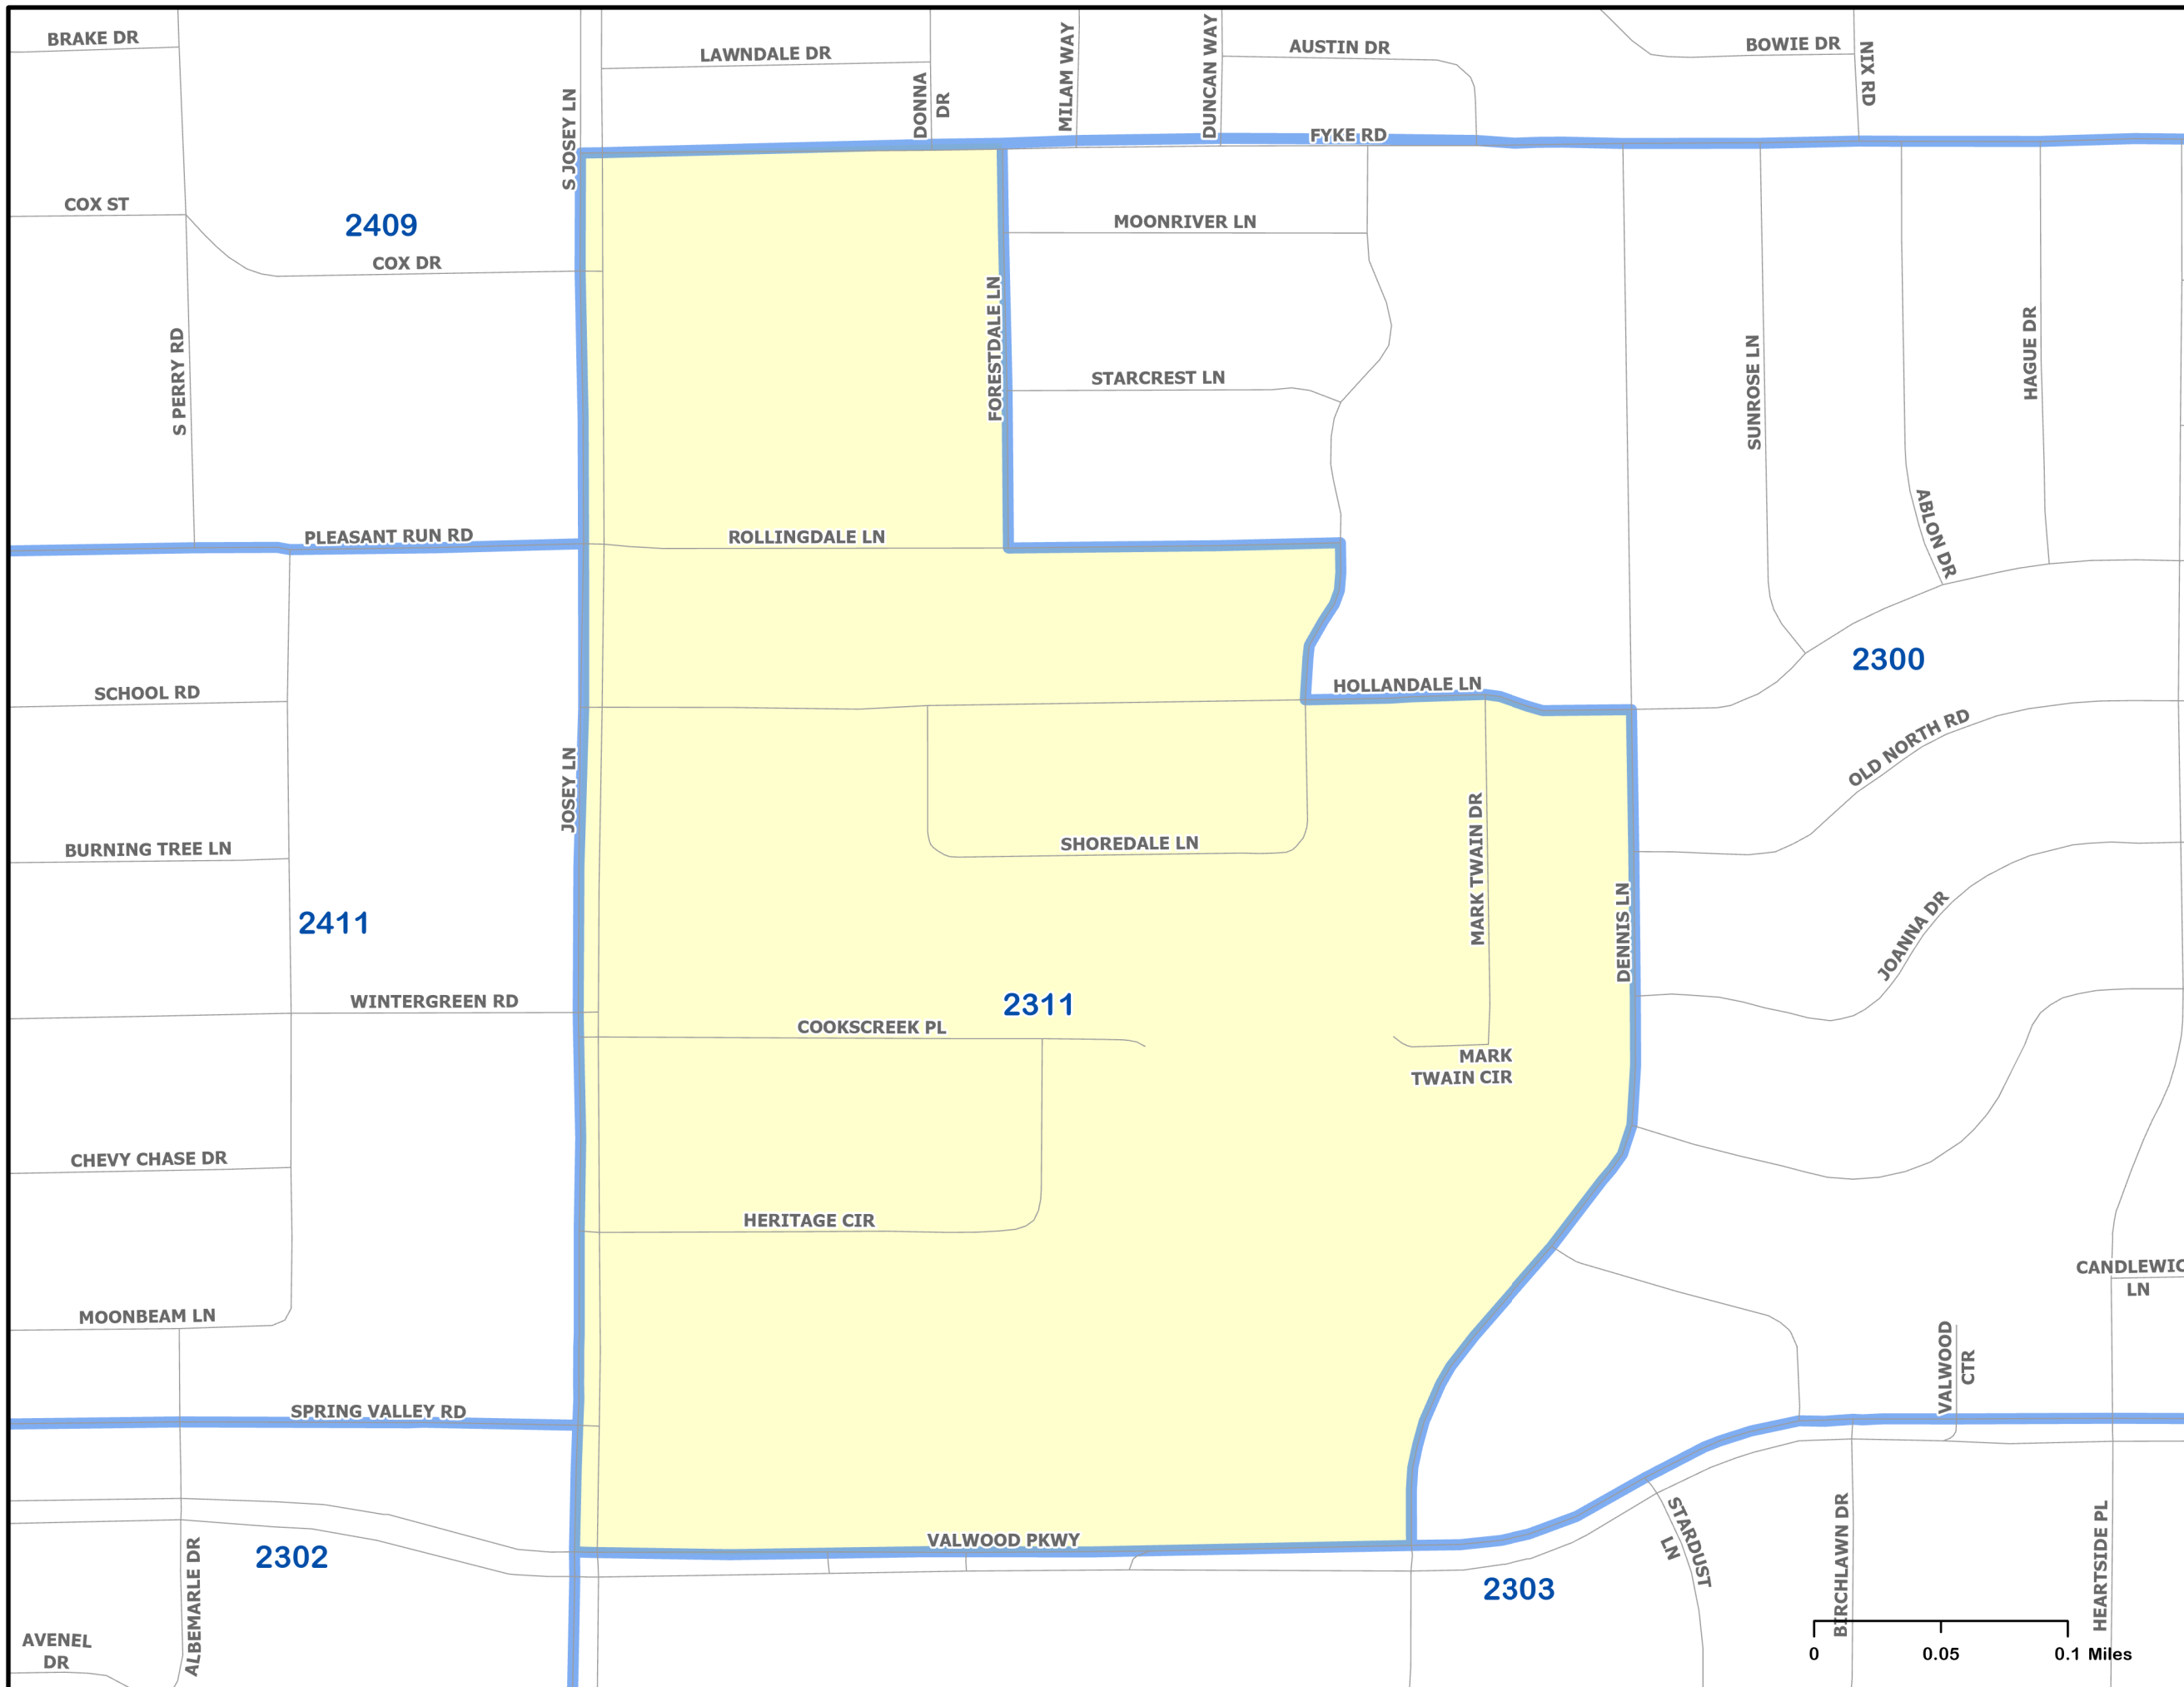 BRAKE DR
LAWNDALE DR
DONNA
DR
MILAM WAY
DUNCAN WAY
AUSTIN DR
BOWIE DR
NIX RD
S JOSEY LN
FYKE RD
COX ST
2409
COX DR
MOONRIVER LN
S PERRY RD
FORESTDALE LN
STARCREST LN
SUNROSE LN
HAGUE DR
ABLON DR
PLEASANT RUN RD
ROLLINGDALE LN
2300
SCHOOL RD
HOLLANDALE LN
OLD NORTH RD
JOSEY LN
BURNING TREE LN
SHOREDALE LN
MARK TWAIN DR
DENNIS LN
JOANNA DR
2411
WINTERGREEN RD
2311
COOKSCREEK PL
MARK
TWAIN CIR
CHEVY CHASE DR
HERITAGE CIR
CANDLEWIC
LN
MOONBEAM LN
VALWOOD
CTR
SPRING VALLEY RD
VALWOOD PKWY
2302
ALBEMARLE DR
2303
STARDUST
LN
BIRCHLAWN DR
HEARTSIDE PL
AVENEL
DR
0 0.05 0.1 Miles